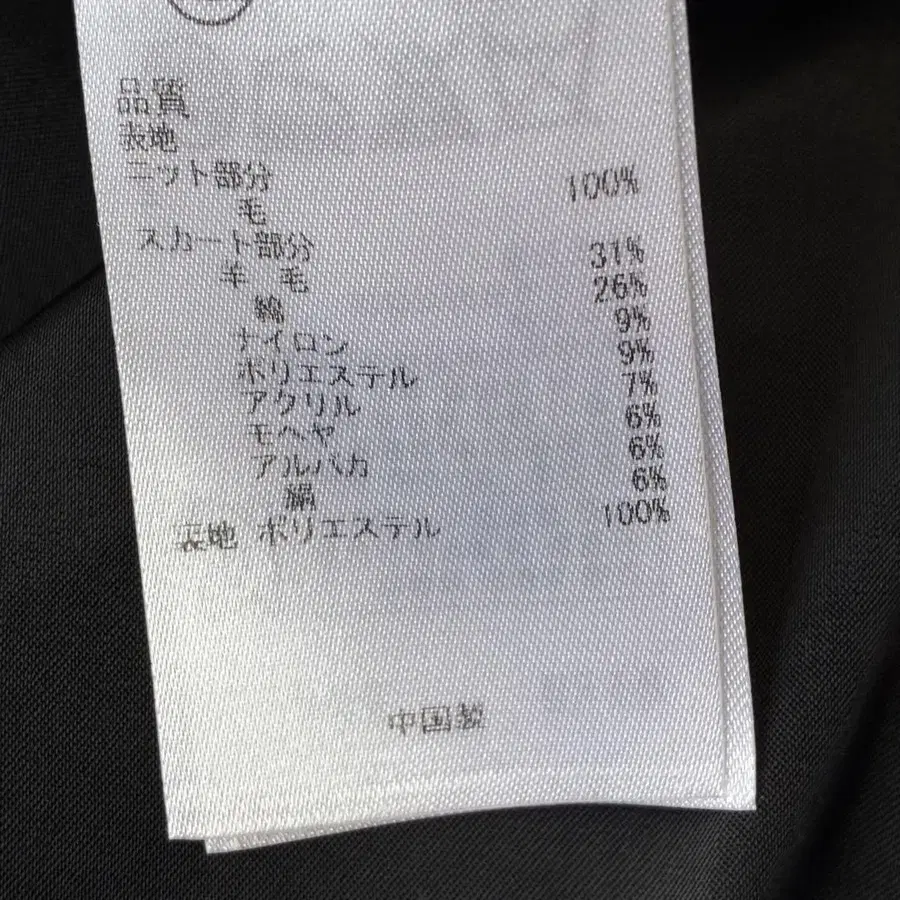 品質
表地
ニット部分
毛 100%
スカート部分
羊 毛 31%
綿 26%
ナイロン 9%
ポリエステル 9%
アクリル 7%
モヘヤ 6%
アルパカ 6%
絹 6%
裏地 ポリエステル 100%
中国製